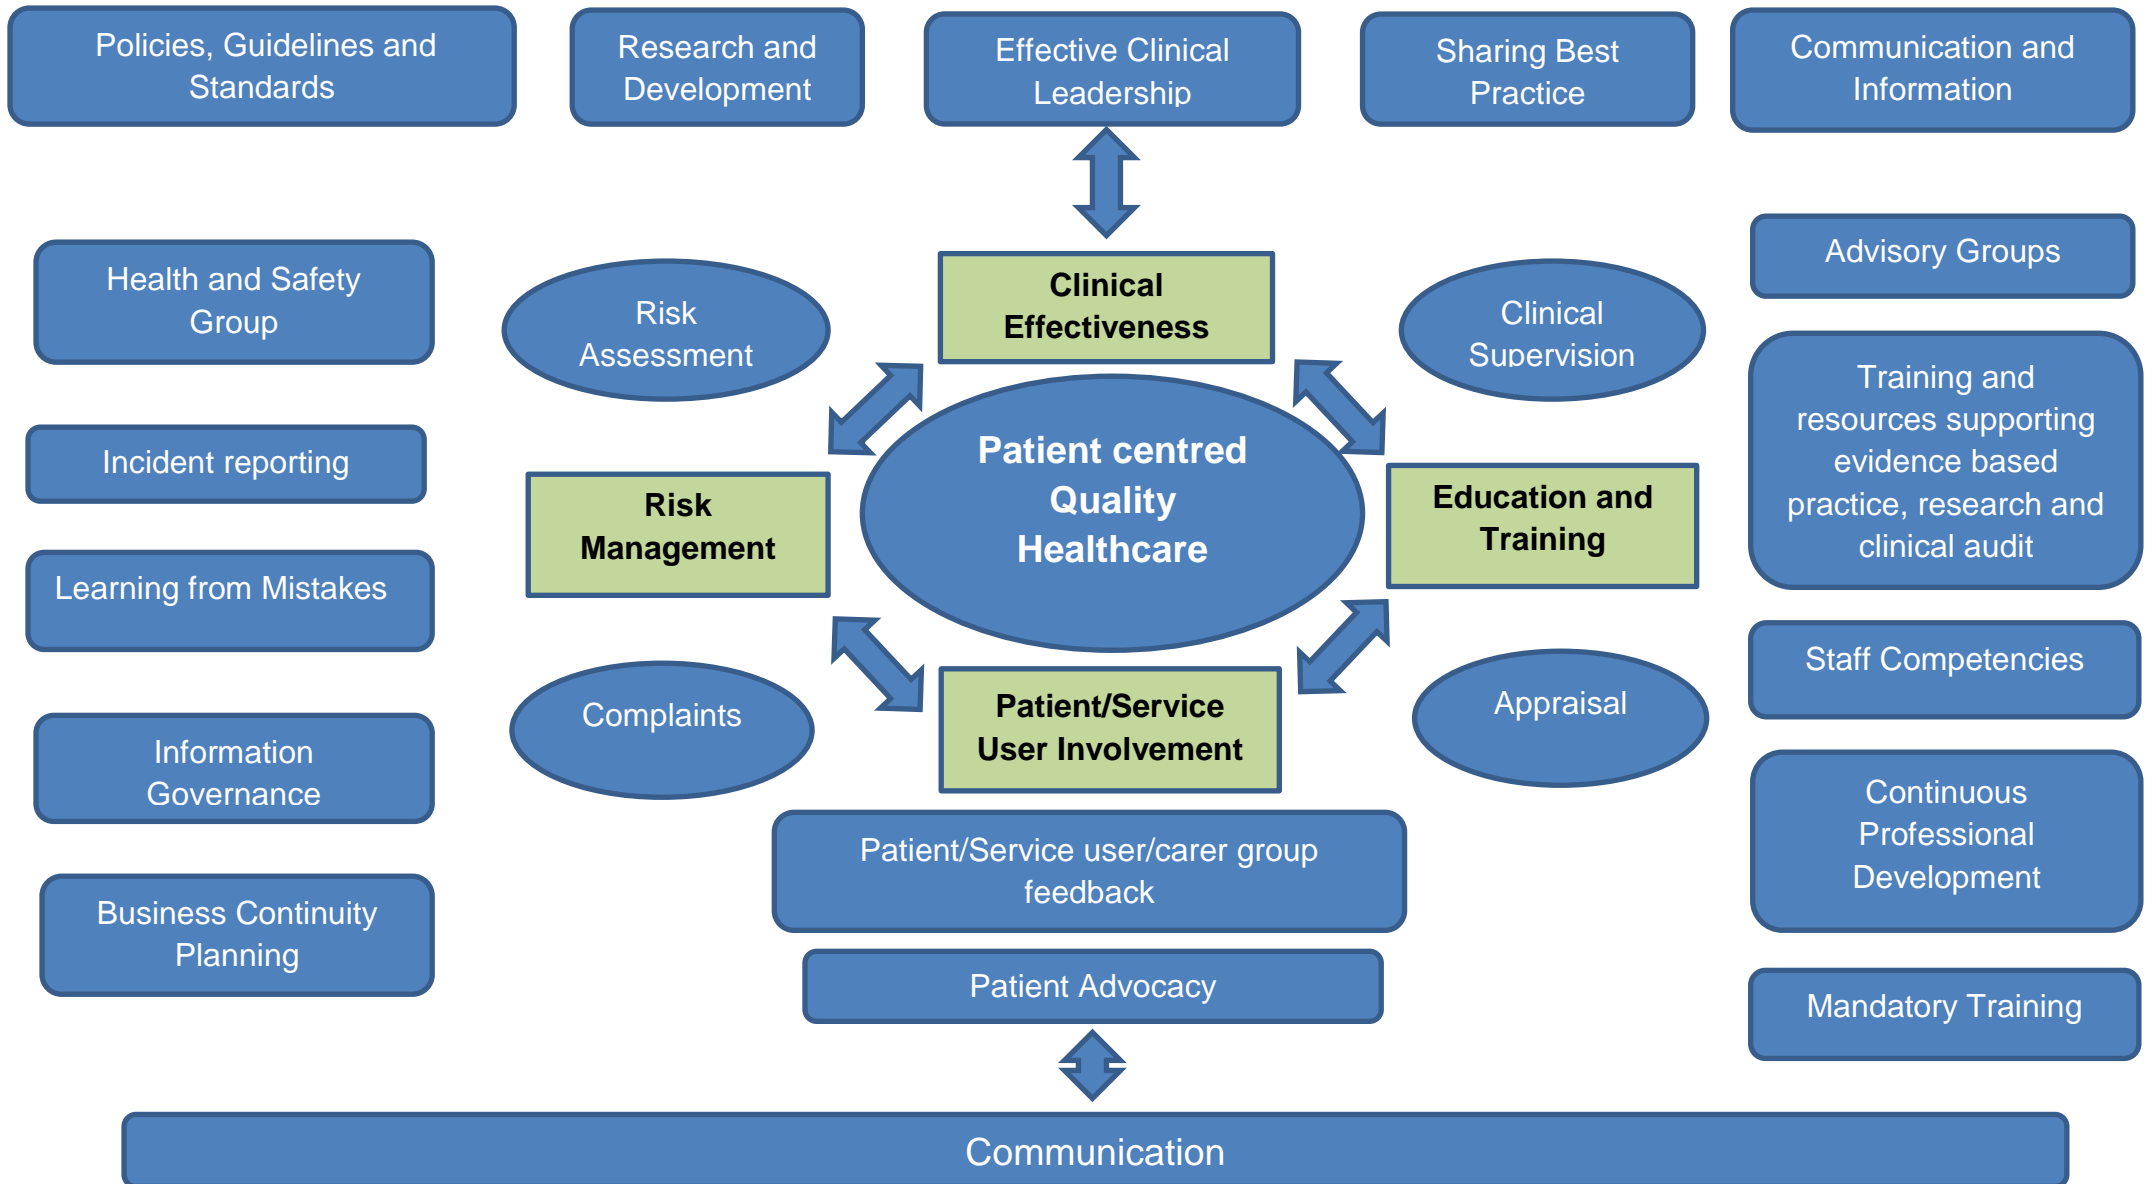 Policies, Guidelines and
Standards
Research and
Development
Effective Clinical
Leadership
Sharing Best
Practice
Communication and
Information
Health and Safety
Group
Risk
Assessment
Clinical
Effectiveness
Clinical
Supervision
Advisory Groups
Training and
resources supporting
evidence based
practice, research and
clinical audit
Incident reporting
Risk
Management
Patient centred
Quality
Healthcare
Education and
Training
Learning from Mistakes
Staff Competencies
Complaints
Patient/Service
User Involvement
Appraisal
Information
Governance
Continuous
Professional
Development
Patient/Service user/carer group
feedback
Business Continuity
Planning
Patient Advocacy
Mandatory Training
Communication